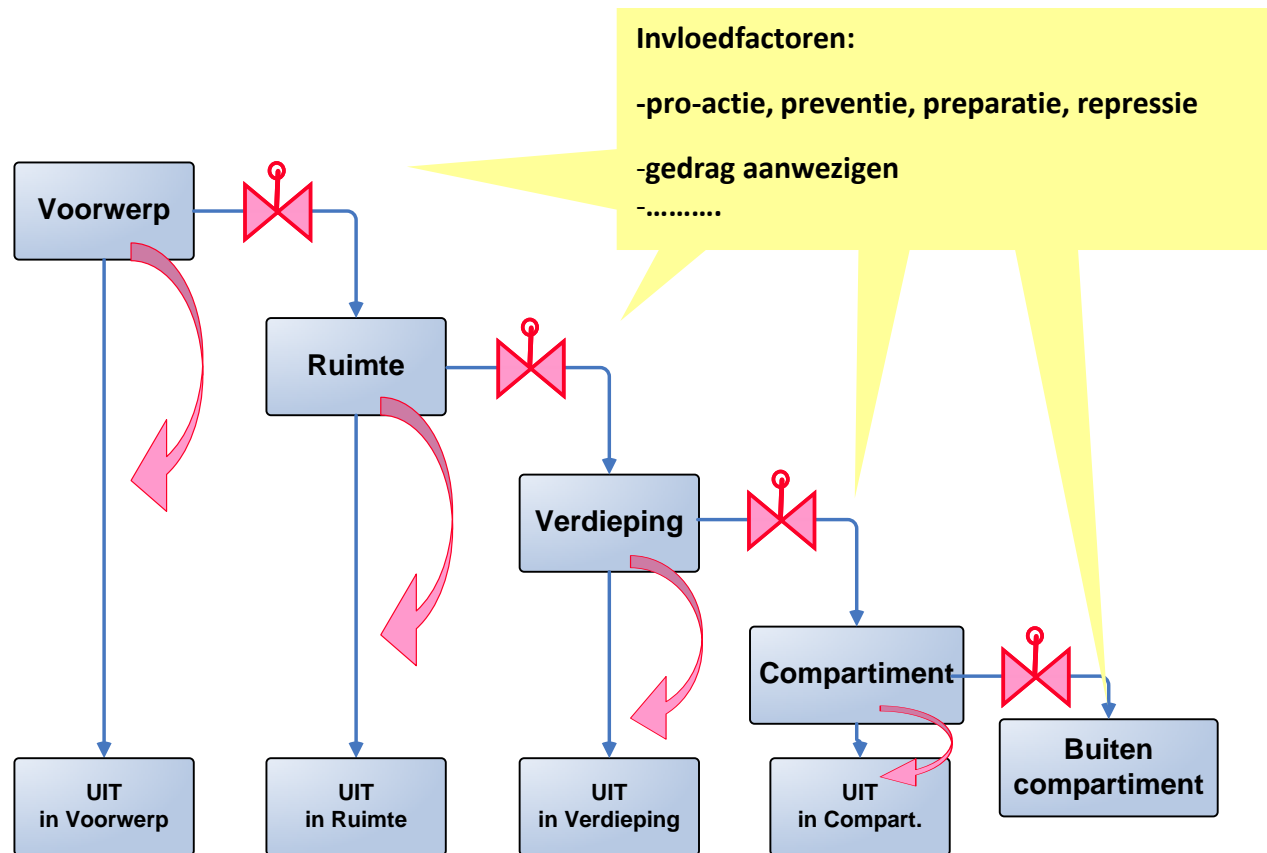 Invloedfactoren:
-pro-actie, preventie, preparatie, repressie
-gedrag aanwezigen
-……….
Voorwerp
Ruimte
Verdieping
Compartiment
Buiten
compartiment
UIT
in Voorwerp
UIT
in Ruimte
UIT
in Verdieping
UIT
in Compart.